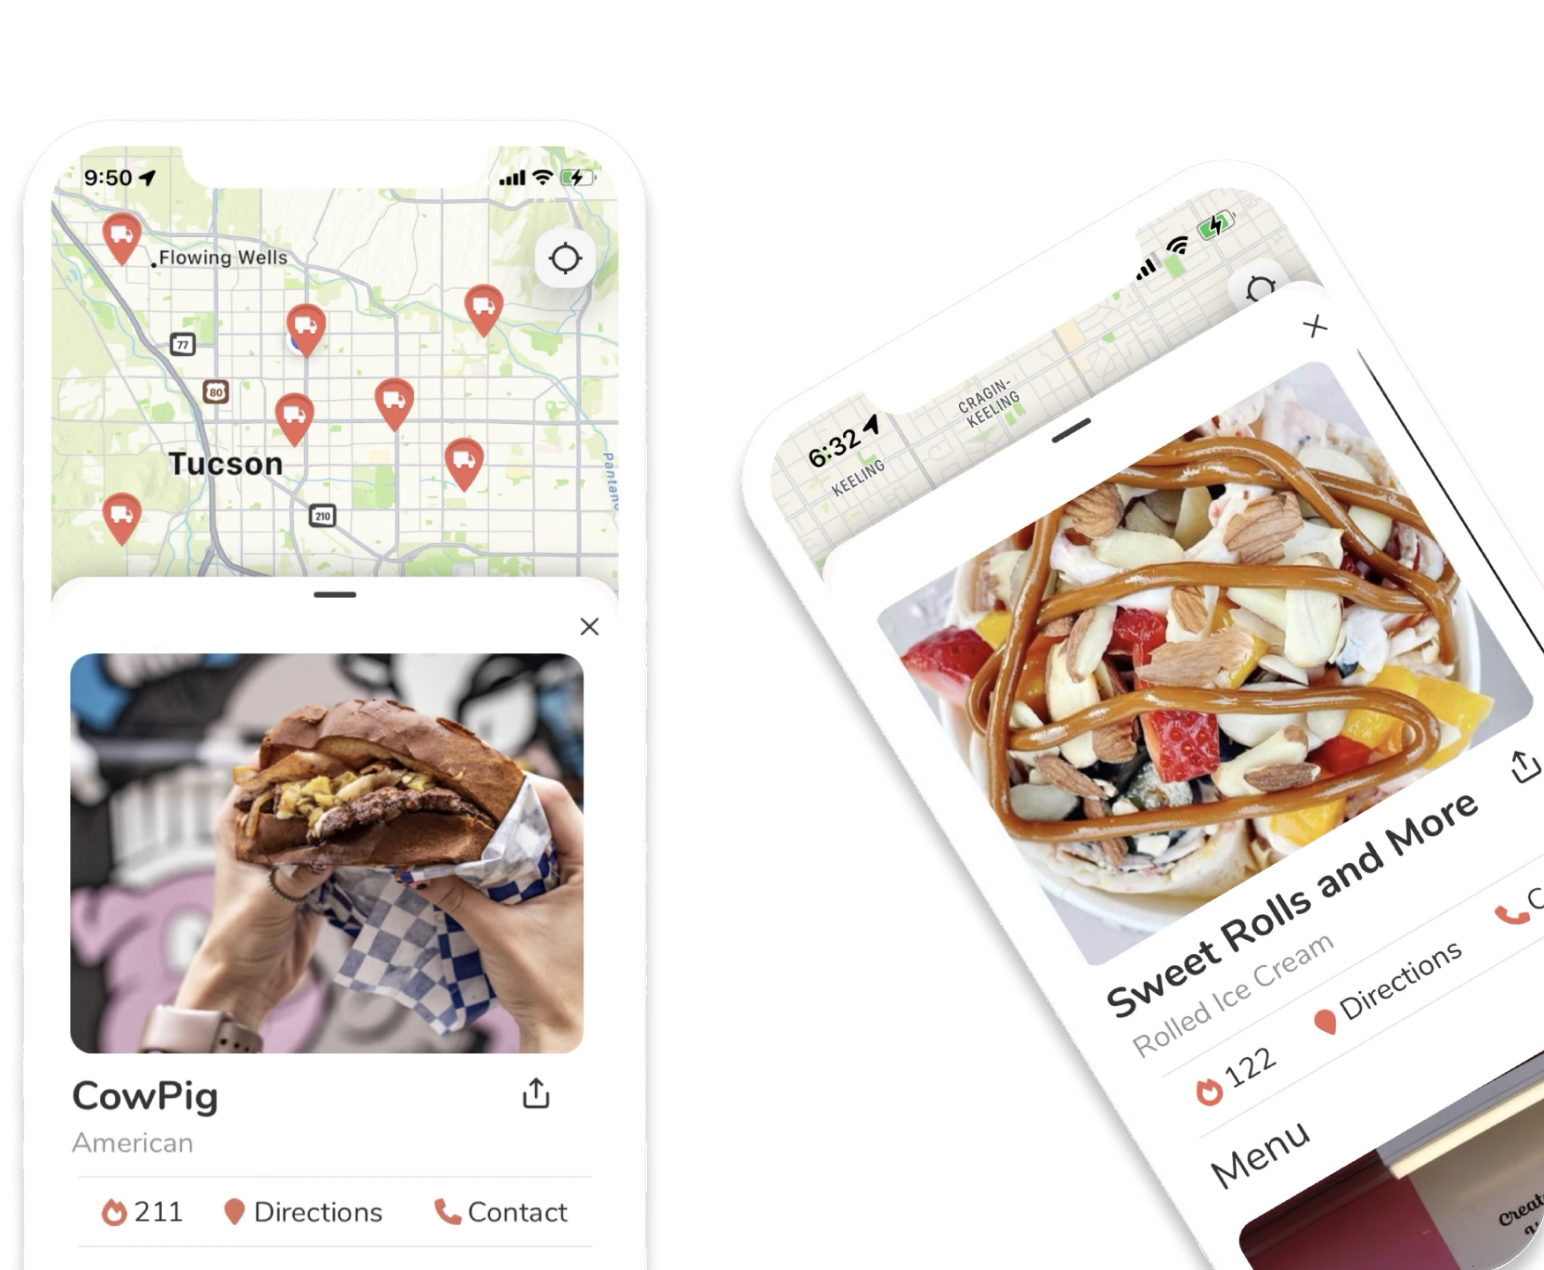 9:50
Flowing Wells
77
80
Tucson
210
Pantano
CowPig
American
211 Directions Contact
6:32
CRAGIN-
KEELING
KEELING
Sweet Rolls and More
Rolled Ice Cream
122 Directions C
Menu
Create